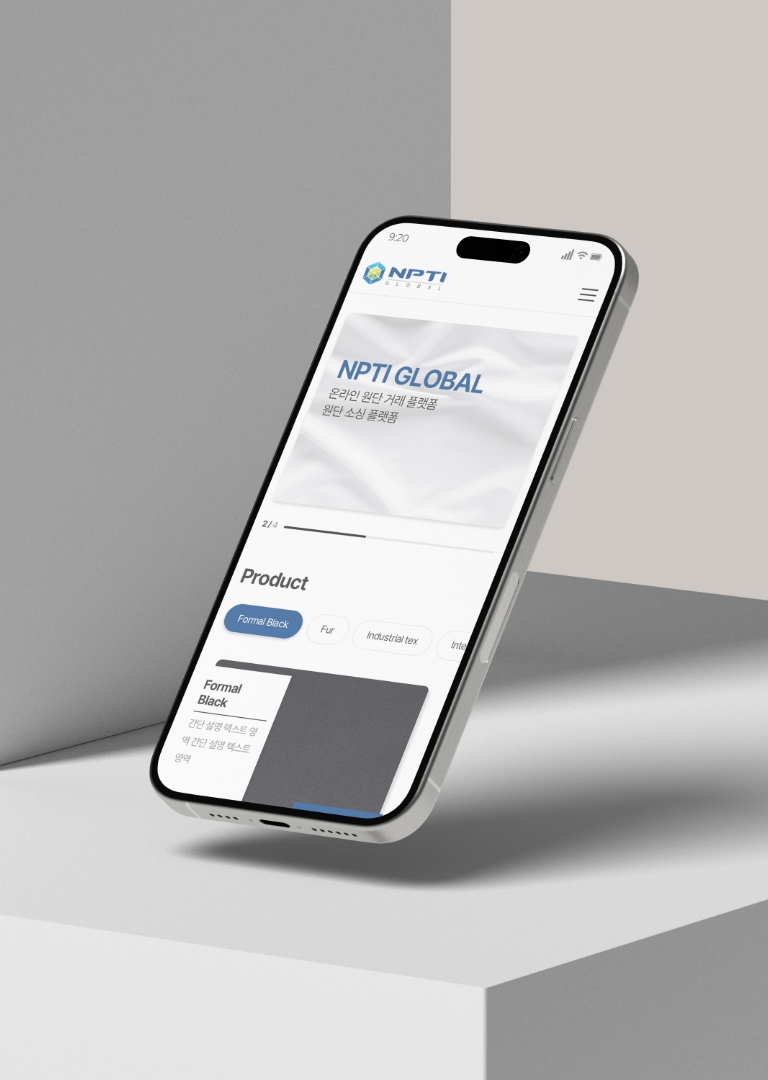 9:20
NPTI
GLOBAL
NPTI GLOBAL
온라인 원단 거래 플랫폼
원단 소싱 플랫폼
2/4
Product
Formal Black
Fur
Industrial tex
Inte
Formal
Black
간단 설명 텍스트 영
역 간단 설명 텍스트
영역